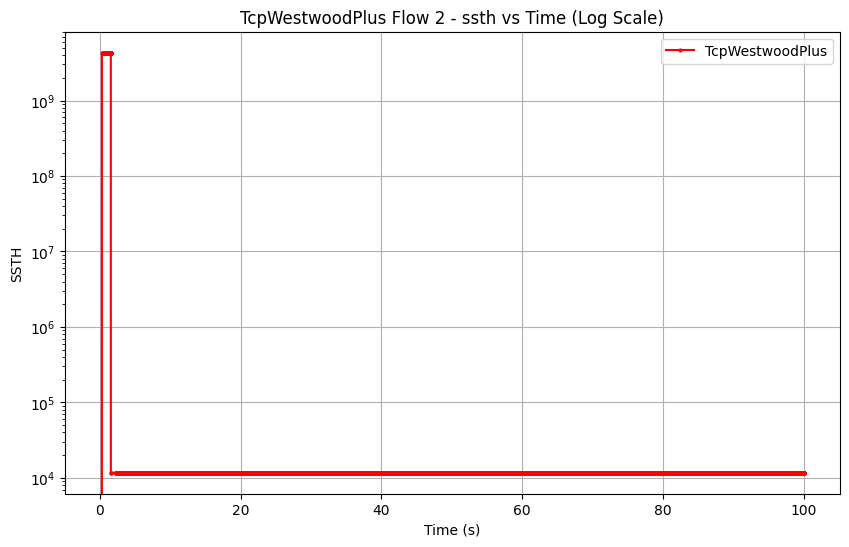 TcpWestwoodPlus Flow 2 - ssth vs Time (Log Scale)
TcpWestwoodPlus
10⁹
10⁸
10⁷
10⁶
10⁵
10⁴
SSTH
0 20 40 60 80 100
Time (s)